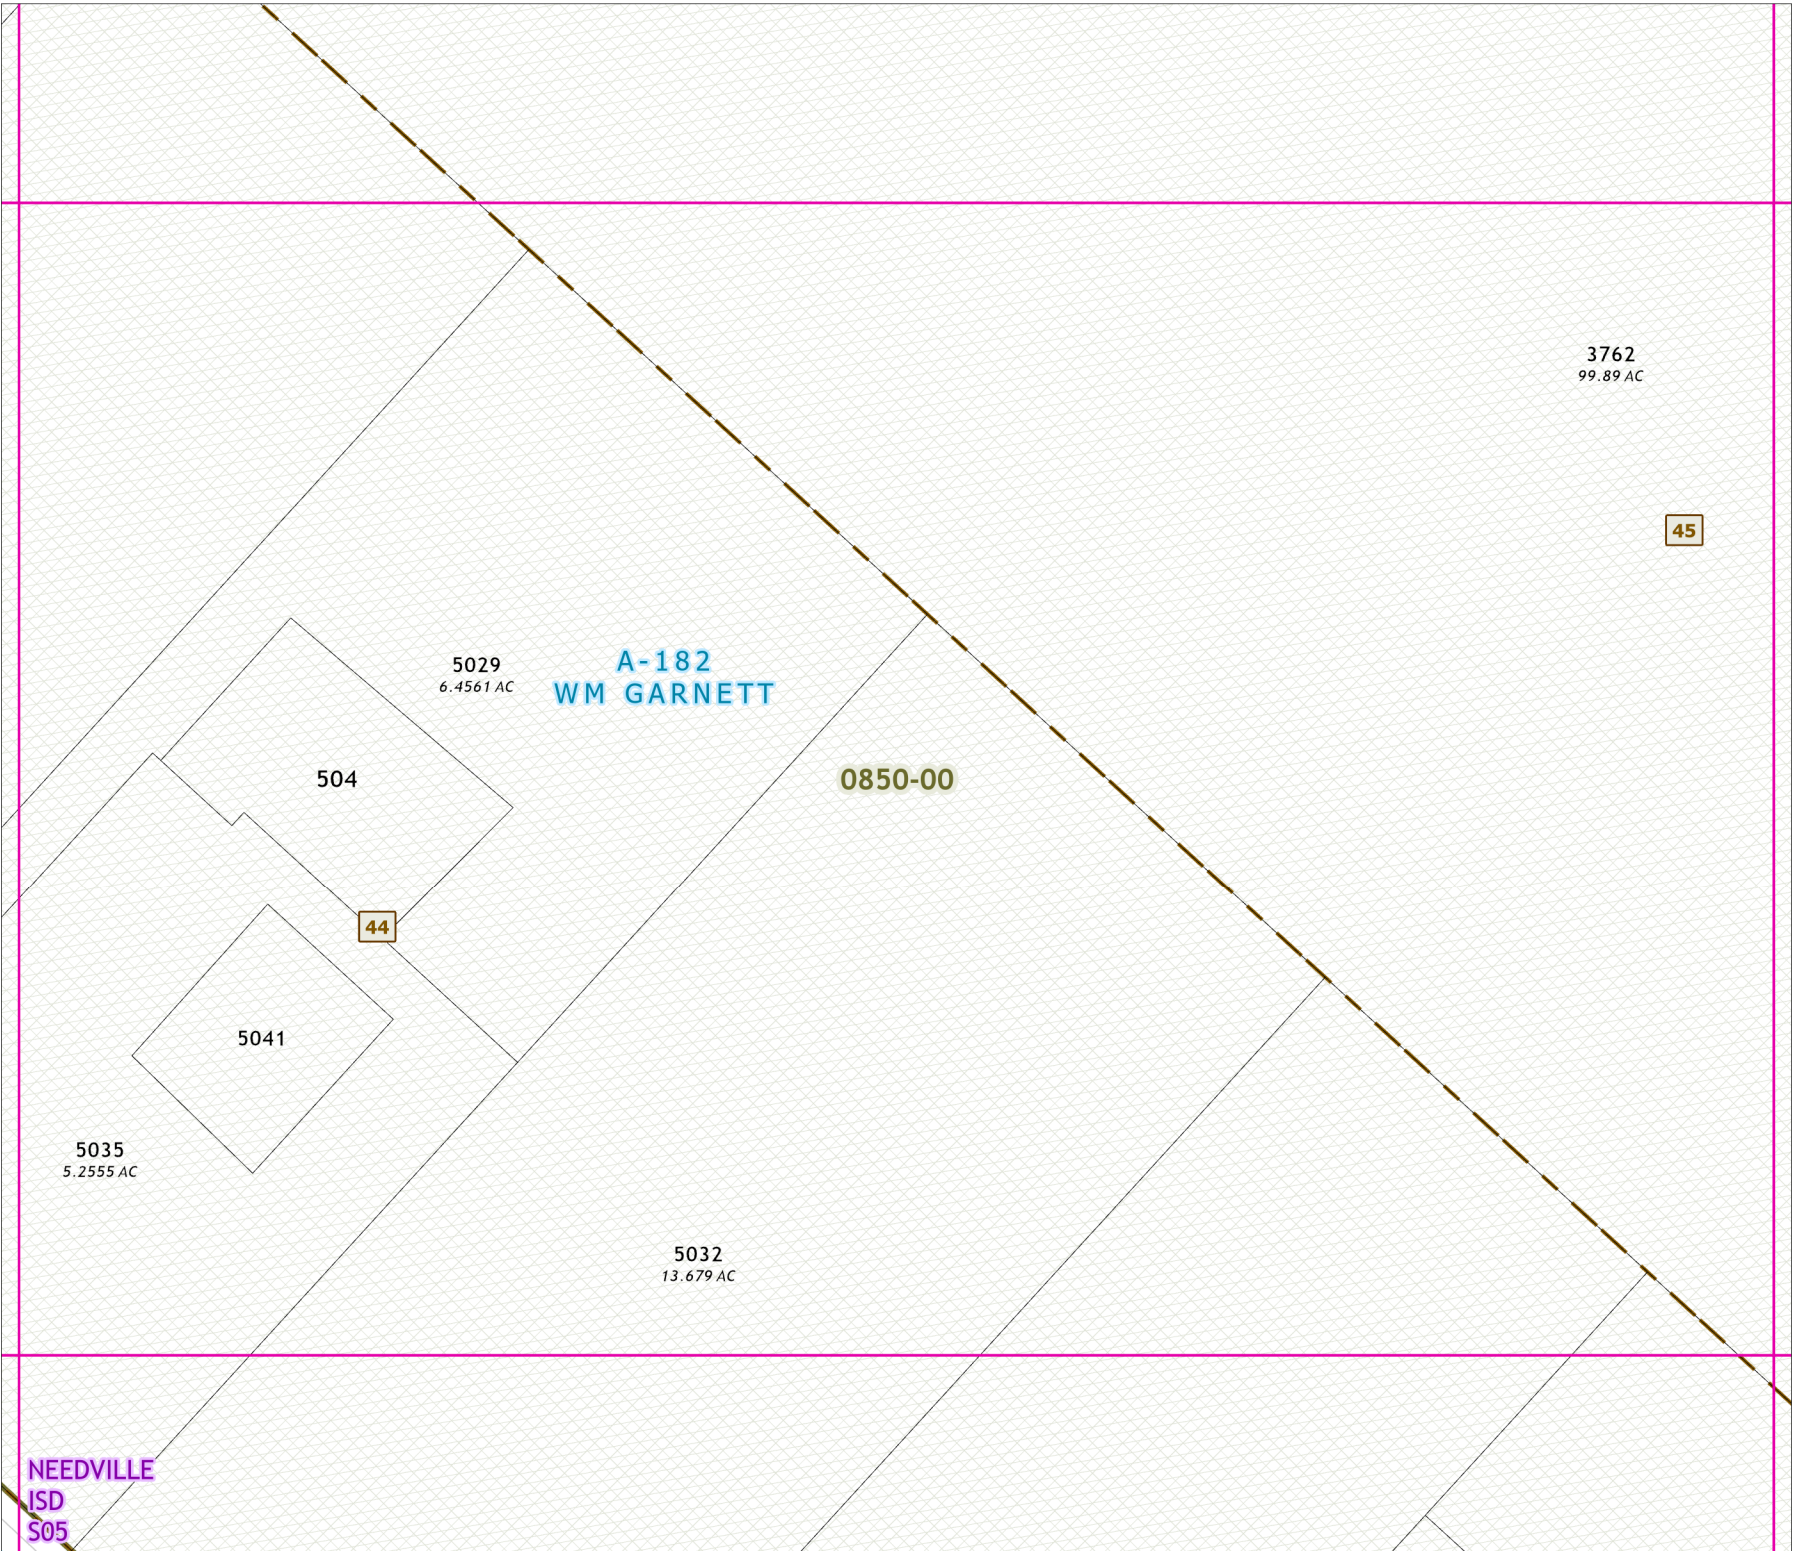 3762
99.89 AC
45
5029
6.4561 AC
A-182
WM GARNETT
504
0850-00
44
5041
5035
5.2555 AC
5032
13.679 AC
NEEDVILLE
ISD
S05